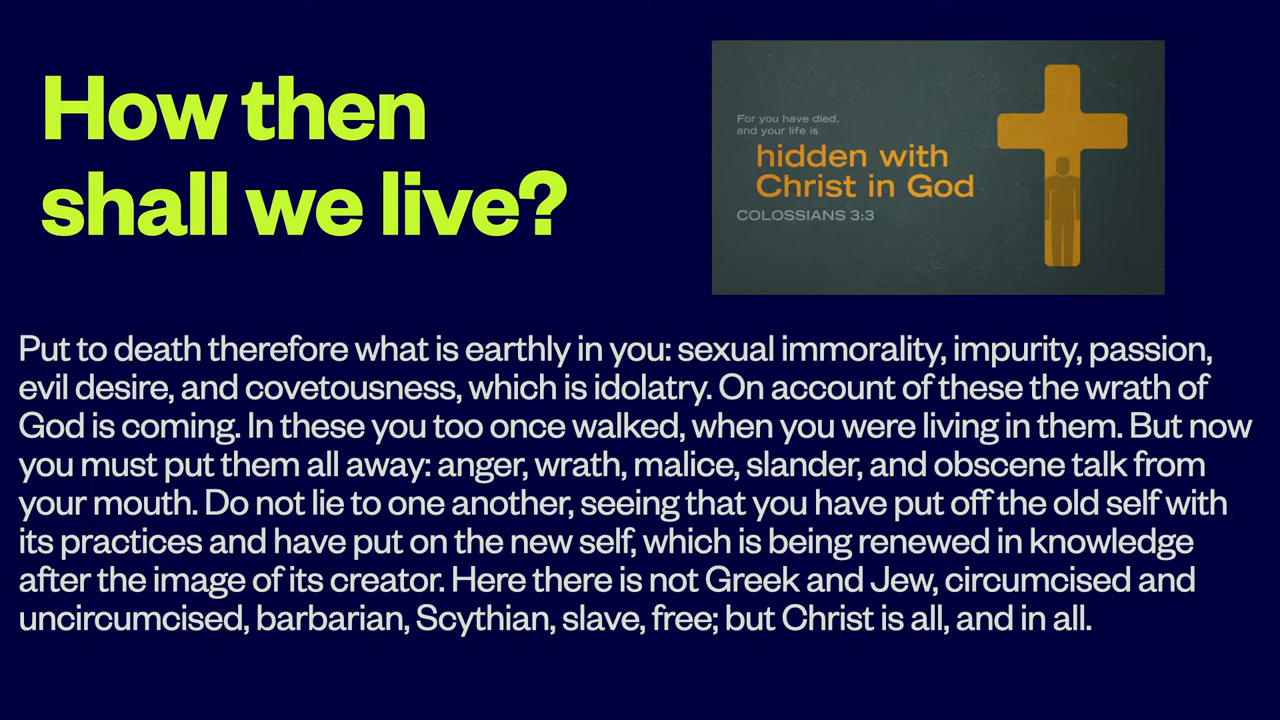 How then
shall we live?
For you have died,
and your life is
hidden with
Christ in God
COLOSSIANS 3:3
Put to death therefore what is earthly in you: sexual immorality, impurity, passion,
evil desire, and covetousness, which is idolatry. On account of these the wrath of
God is coming. In these you too once walked, when you were living in them. But now
you must put them all away: anger, wrath, malice, slander, and obscene talk from
your mouth. Do not lie to one another, seeing that you have put off the old self with
its practices and have put on the new self, which is being renewed in knowledge
after the image of its creator. Here there is not Greek and Jew, circumcised and
uncircumcised, barbarian, Scythian, slave, free; but Christ is all, and in all.